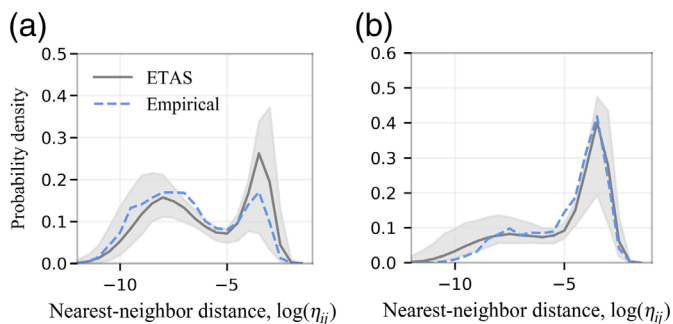 (a)
(b)
0.5
0.4
0.3
0.2
0.1
0.0
Probability density
ETAS
Empirical
−10
−5
Nearest-neighbor distance, log(ηij)
0.6
0.5
0.4
0.3
0.2
0.1
0.0
−10
−5
Nearest-neighbor distance, log(ηij)